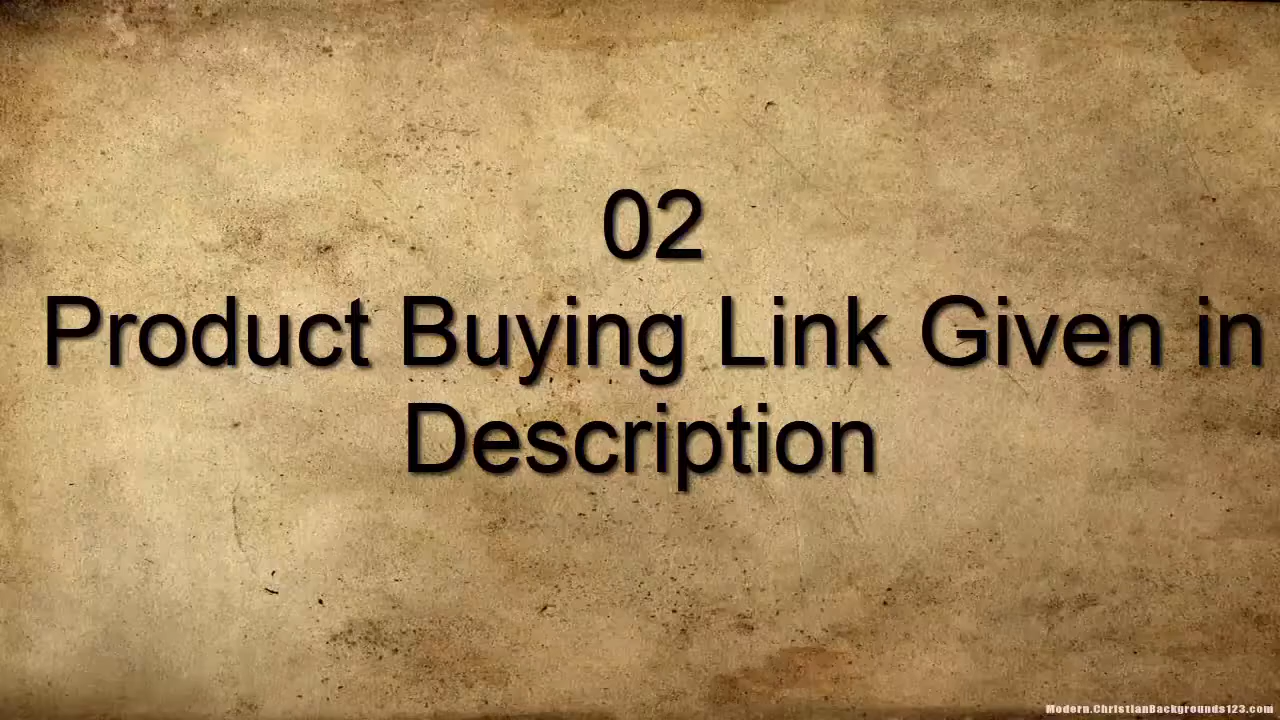 02
Product Buying Link Given in
Description
Modern.ChristianBackgrounds123.com